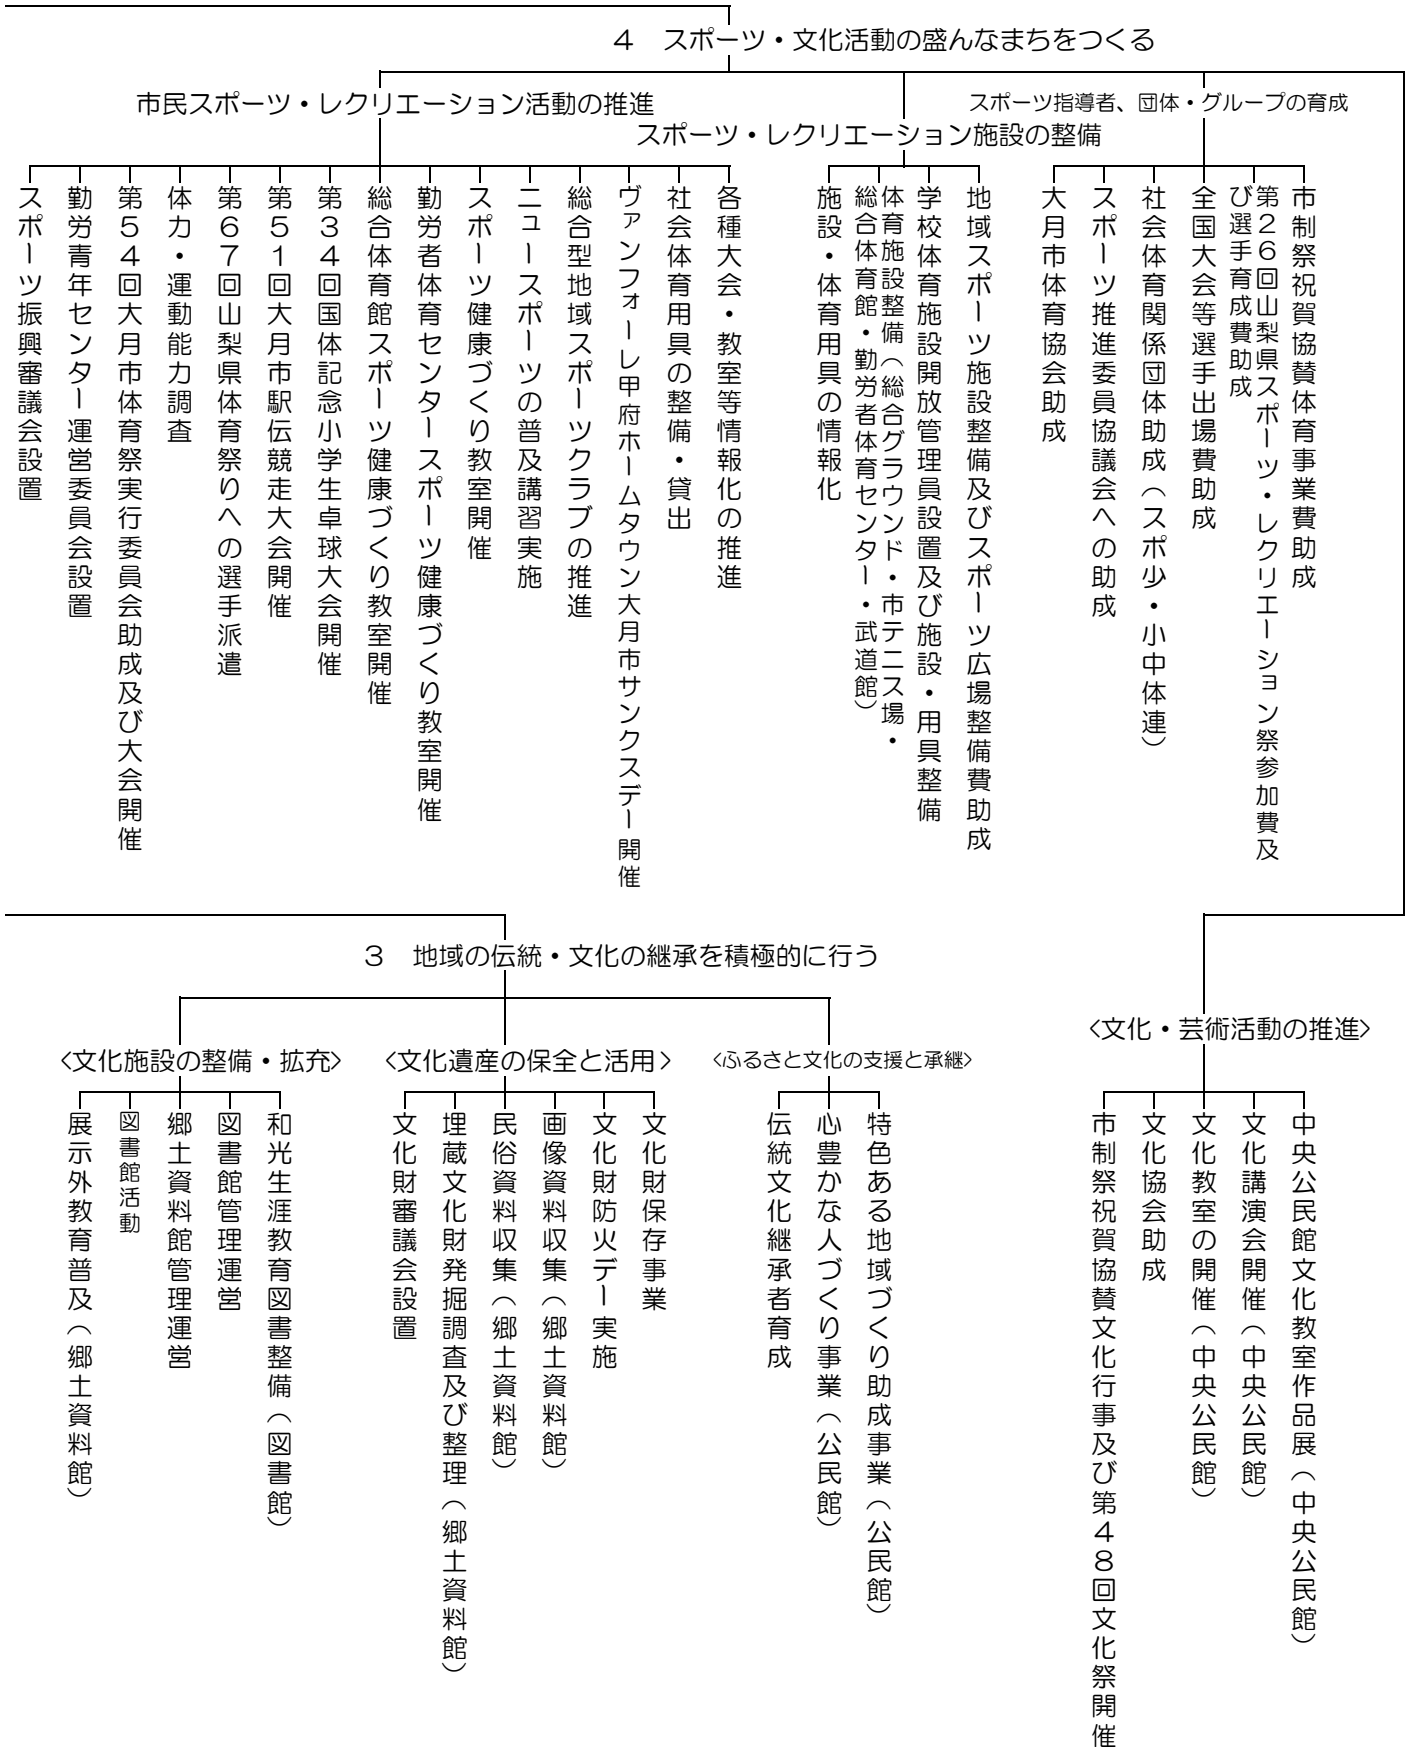 4 スポーツ・文化活動の盛んなまちをつくる
市民スポーツ・レクリエーション活動の推進
スポーツ振興審議会設置
勤労青年センター運営委員会設置
第54回大月市体育祭実行委員会助成及び大会開催
体力・運動能力調査
第67回山梨県体育祭りへの選手派遣
第51回大月市駅伝競走大会開催
第34回国体記念小学生卓球大会開催
総合体育館スポーツ健康づくり教室開催
勤労者体育センタースポーツ健康づくり教室開催
スポーツ健康づくり教室開催
ニュースポーツの普及講習実施
総合型地域スポーツクラブの推進
ヴァンフォーレ甲府ホームタウン大月市サンクスデー開催
社会体育用具の整備・貸出
各種大会・教室等情報化の推進
スポーツ・レクリエーション施設の整備
施設・体育用具の情報化
体育施設整備(総合グラウンド・市テニス場・
総合体育館・勤労者体育センター・武道館)
学校体育施設開放管理員設置及び施設・用具整備
地域スポーツ施設整備及びスポーツ広場整備費助成
スポーツ指導者、団体・グループの育成
大月市体育協会助成
スポーツ推進委員協議会への助成
社会体育関係団体助成(スポ少・小中体連)
全国大会等選手出場費助成
第26回山梨県スポーツ・レクリエーション祭参加費及
び選手育成費助成
市制祭祝賀協賛体育事業費助成
3 地域の伝統・文化の継承を積極的に行う
<文化施設の整備・拡充>
展示外教育普及(郷土資料館)
図書館活動
郷土資料館管理運営
図書館管理運営
和光生涯教育図書整備(図書館)
<文化遺産の保全と活用>
文化財審議会設置
埋蔵文化財発掘調査及び整理(郷土資料館)
民俗資料収集(郷土資料館)
画像資料収集(郷土資料館)
文化財防火デー実施
文化財保存事業
<ふるさと文化の支援と承継>
伝統文化継承者育成
心豊かな人づくり事業(公民館)
特色ある地域づくり助成事業(公民館)
<文化・芸術活動の推進>
市制祭祝賀協賛文化行事及び第48回文化祭開催
文化協会助成
文化教室の開催(中央公民館)
文化講演会開催(中央公民館)
中央公民館文化教室作品展(中央公民館)